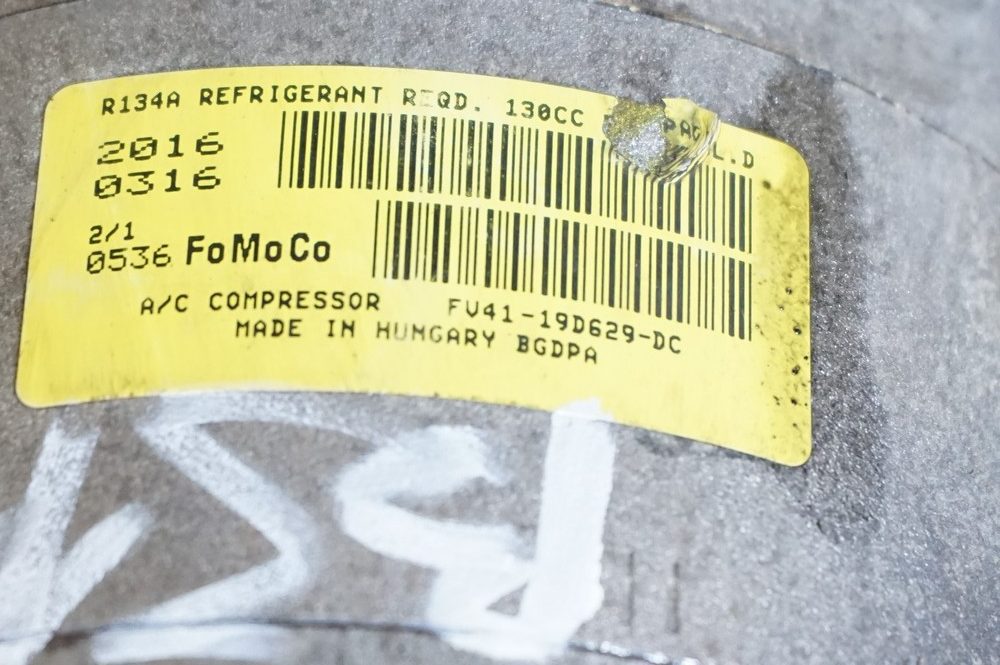 R134A REFRIGERANT REQD. 130CC
2016
0316
2/1
0536 FoMoCo
A/C COMPRESSOR FV41-19D629-DC
MADE IN HUNGARY BGDPA